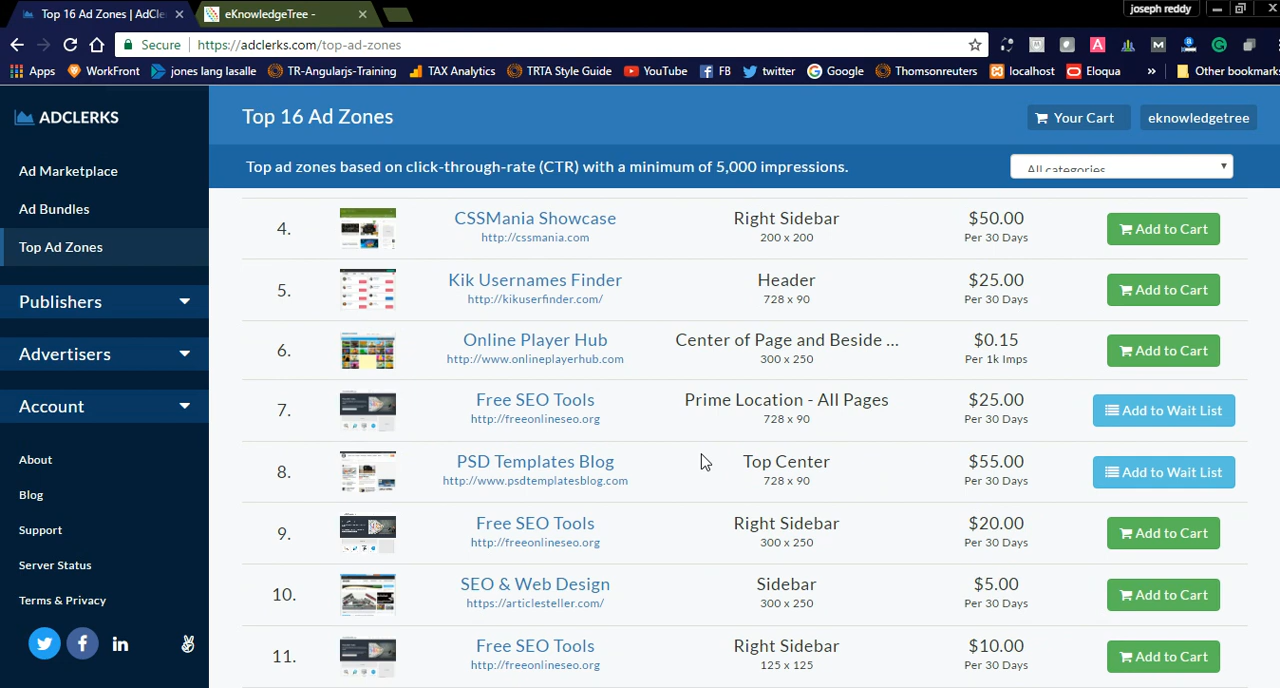 Top 16 Ad Zones | AdCle
eKnowledgeTree -
joseph reddy
Secure
https://adclerks.com/top-ad-zones
Apps
WorkFront
jones lang lasalle
TR-Angularjs-Training
TAX Analytics
TRTA Style Guide
YouTube
FB
twitter
Google
Thomsonreuters
localhost
Eloqua
»
Other bookmarks
ADCLERKS
Ad Marketplace
Ad Bundles
Top Ad Zones
Publishers
Advertisers
Account
About
Blog
Support
Server Status
Terms & Privacy
Top 16 Ad Zones
Your Cart
eknowledgetree
Top ad zones based on click-through-rate (CTR) with a minimum of 5,000 impressions.
All categories
4. CSSMania Showcase Right Sidebar $50.00 Add to Cart
http://cssmania.com 200 x 200 Per 30 Days
5. Kik Usernames Finder Header $25.00 Add to Cart
http://kikuserfinder.com/ 728 x 90 Per 30 Days
6. Online Player Hub Center of Page and Beside ... $0.15 Add to Cart
http://www.onlineplayerhub.com 300 x 250 Per 1k Imps
7. Free SEO Tools Prime Location - All Pages $25.00 Add to Wait List
http://freeonlineseo.org 728 x 90 Per 30 Days
8. PSD Templates Blog Top Center $55.00 Add to Wait List
http://www.psdtemplatesblog.com 728 x 90 Per 30 Days
9. Free SEO Tools Right Sidebar $20.00 Add to Cart
http://freeonlineseo.org 300 x 250 Per 30 Days
10. SEO & Web Design Sidebar $5.00 Add to Cart
https://articlesteller.com/ 300 x 250 Per 30 Days
11. Free SEO Tools Right Sidebar $10.00 Add to Cart
http://freeonlineseo.org 125 x 125 Per 30 Days